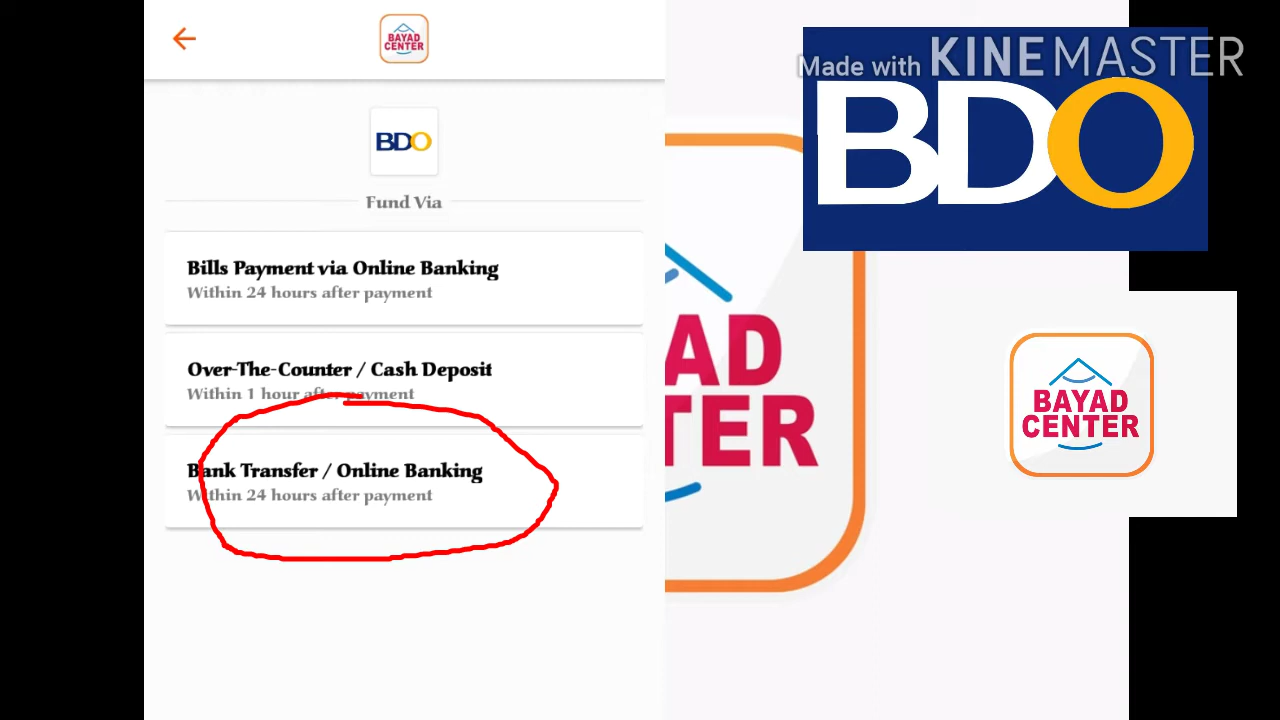 BAYAD
CENTER
BDO
Fund Via
Bills Payment via Online Banking
Within 24 hours after payment
Over-The-Counter / Cash Deposit
Within 1 hour after payment
Bank Transfer / Online Banking
Within 24 hours after payment
Made with KINEMASTER
BDO
AD
TER
BAYAD
CENTER